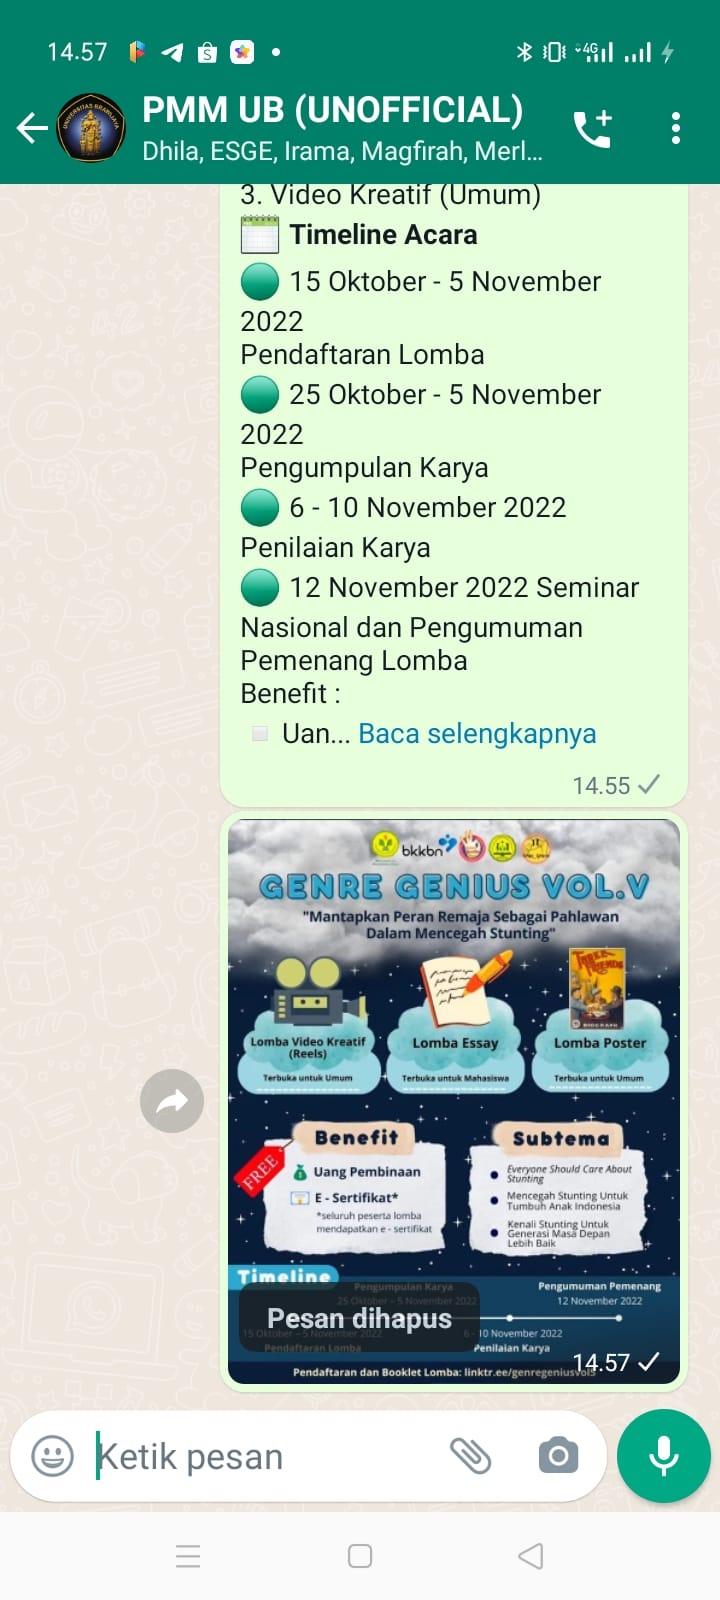 14.57
4G
PMM UB (UNOFFICIAL)
Dhila, ESGE, Irama, Magfirah, Merl...
3. Video Kreatif (Umum)
Timeline Acara
15 Oktober - 5 November
2022
Pendaftaran Lomba
25 Oktober - 5 November
2022
Pengumpulan Karya
6 - 10 November 2022
Penilaian Karya
12 November 2022 Seminar
Nasional dan Pengumuman
Pemenang Lomba
Benefit :
Uan... Baca selengkapnya
14.55
bkkbn
GENRE GENIUS VOL.V
"Mantapkan Peran Remaja Sebagai Pahlawan
Dalam Mencegah Stunting"
THREE FRIENDS
BIOGRAPH
Lomba Video Kreatif
(Reels)
Terbuka untuk Umum
Lomba Essay
Terbuka untuk Mahasiswa
Lomba Poster
Terbuka untuk Umum
FREE
Benefit
Uang Pembinaan
E - Sertifikat*
*seluruh peserta lomba
mendapatkan e - sertifikat
Subtema
Everyone Should Care About
Stunting
Mencegah Stunting Untuk
Tumbuh Anak Indonesia
Kenali Stunting Untuk
Generasi Masa Depan
Lebih Baik
Timeline
Pengumpulan Karya
25 Oktober - 5 November 2022
Pengumuman Pemenang
12 November 2022
Pesan dihapus
15 Oktober - 5 November 2022
Pendaftaran Lomba
6 - 10 November 2022
Penilaian Karya
14.57
Pendaftaran dan Booklet Lomba: linktr.ee/genregeniusvol5
Ketik pesan